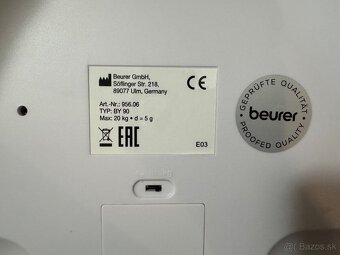 Beurer GmbH,
Söflinger Str. 218,
89077 Ulm, Germany
CE
Art.-Nr.: 956.06
TYP: BY 90
Max: 20 kg • d = 5 g
EAC
E03
GEPRÜFTE QUALITÄT
beurer
PROOFED QUALITY
Bazos.sk